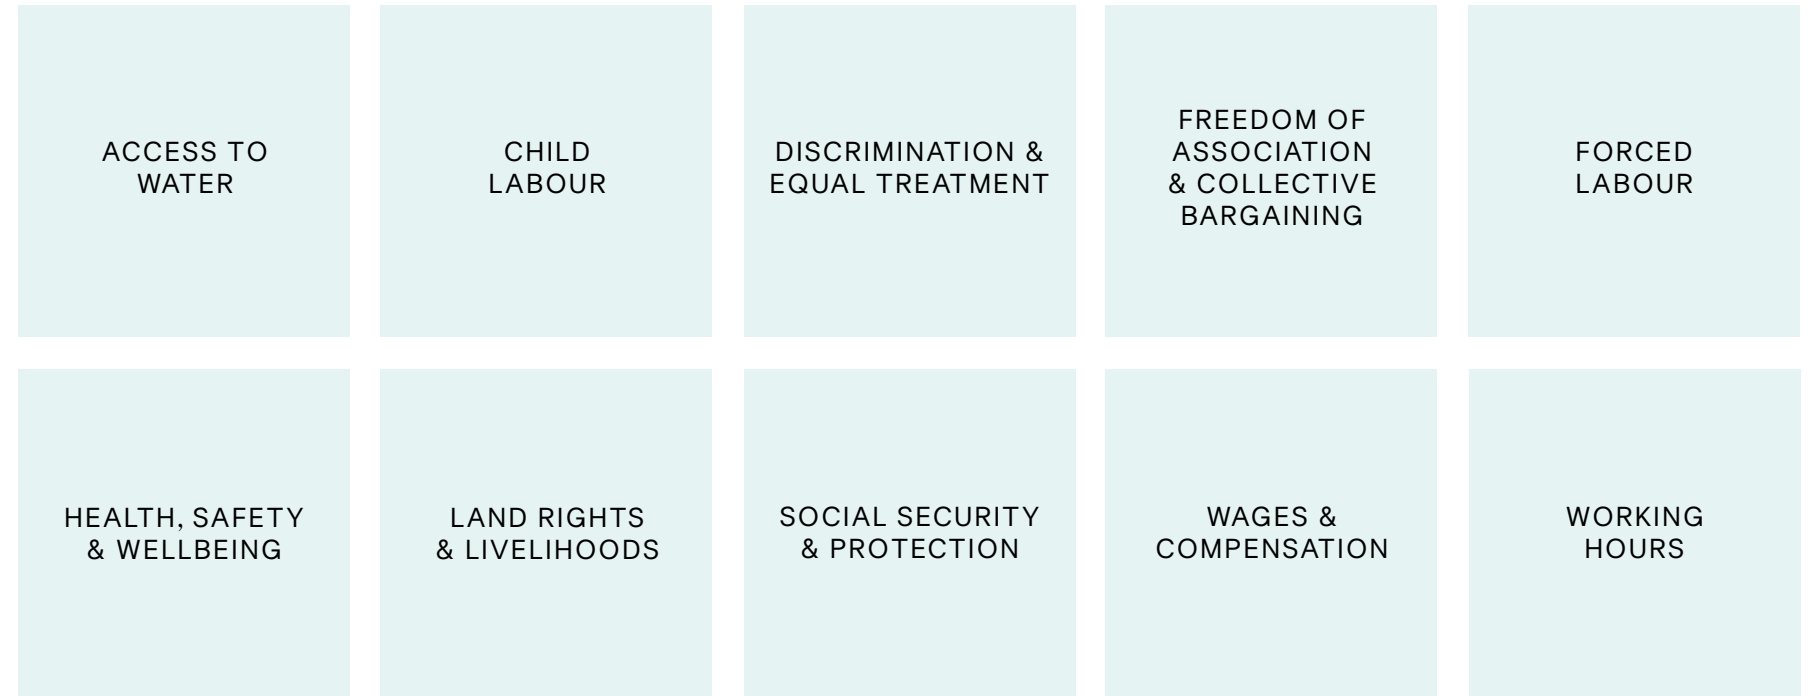 ACCESS TO
WATER
CHILD
LABOUR
DISCRIMINATION &
EQUAL TREATMENT
FREEDOM OF
ASSOCIATION
& COLLECTIVE
BARGAINING
FORCED
LABOUR
HEALTH, SAFETY
& WELLBEING
LAND RIGHTS
& LIVELIHOODS
SOCIAL SECURITY
& PROTECTION
WAGES &
COMPENSATION
WORKING
HOURS